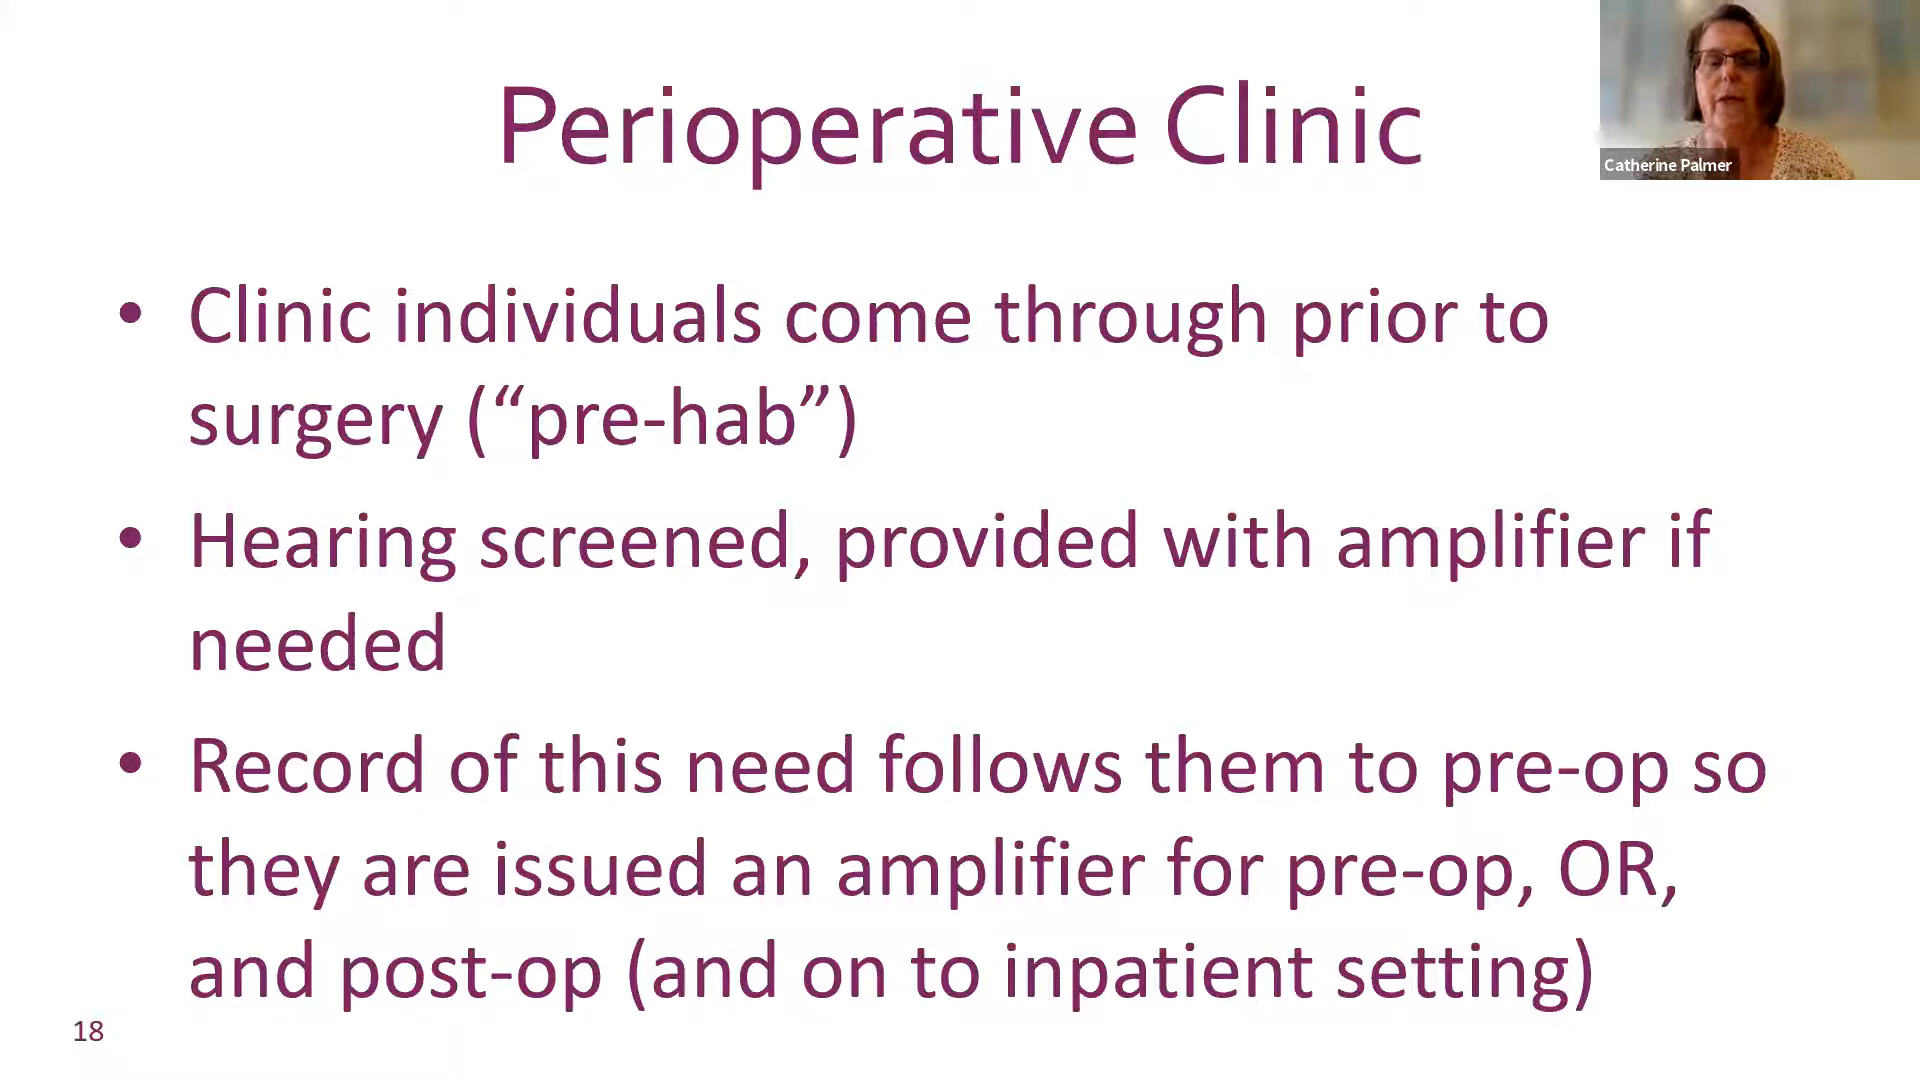 Perioperative Clinic
Catherine Palmer
• Clinic individuals come through prior to
surgery (“pre-hab”)
• Hearing screened, provided with amplifier if
needed
• Record of this need follows them to pre-op so
they are issued an amplifier for pre-op, OR,
and post-op (and on to inpatient setting)
18